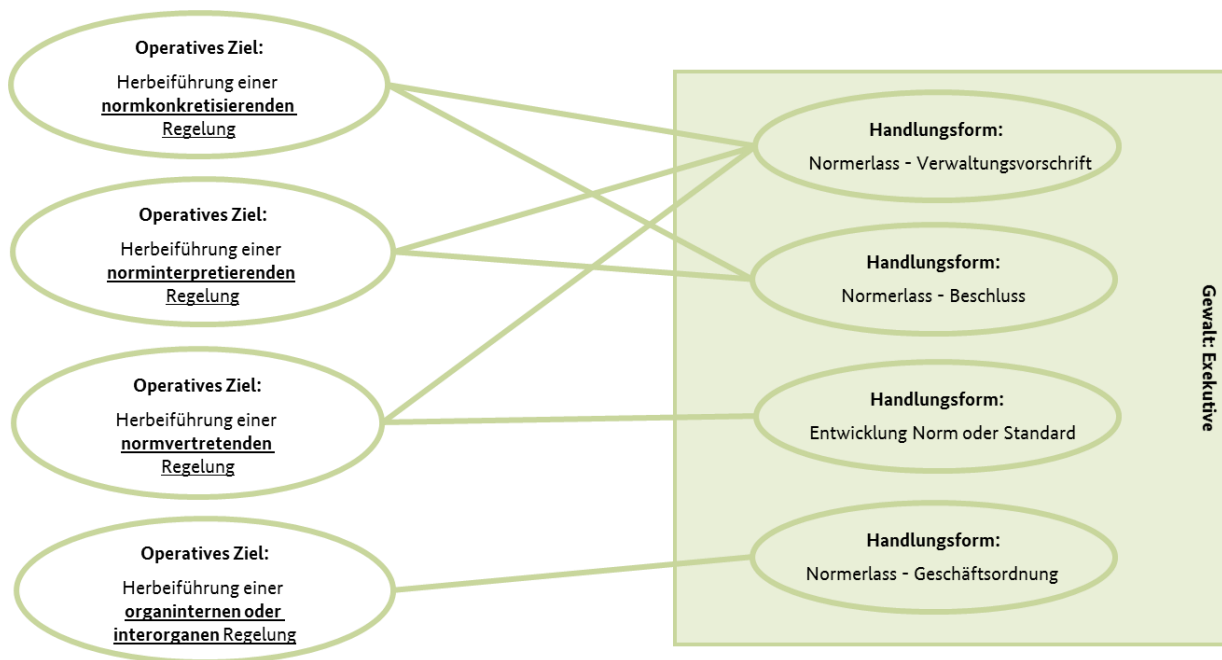 Operatives Ziel:
Herbeiführung einer
normkonkretisierenden
Regelung
Operatives Ziel:
Herbeiführung einer
norminterpretierenden
Regelung
Operatives Ziel:
Herbeiführung einer
normvertretenden
Regelung
Operatives Ziel:
Herbeiführung einer
organinternen oder
interorganen Regelung
Handlungsform:
Normerlass - Verwaltungsvorschrift
Handlungsform:
Normerlass - Beschluss
Handlungsform:
Entwicklung Norm oder Standard
Handlungsform:
Normerlass - Geschäftsordnung
Gewalt: Exekutive